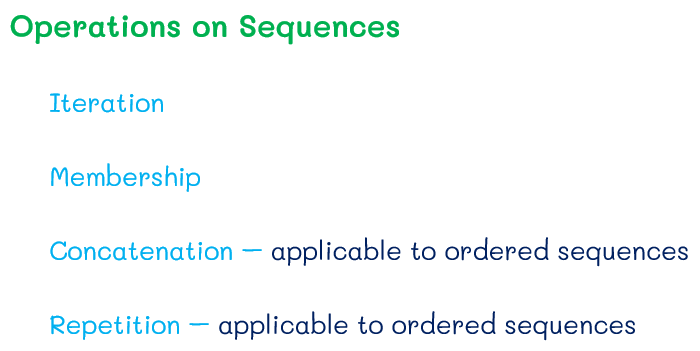 Operations on Sequences
Iteration
Membership
Concatenation — applicable to ordered sequences
Repetition — applicable to ordered sequences